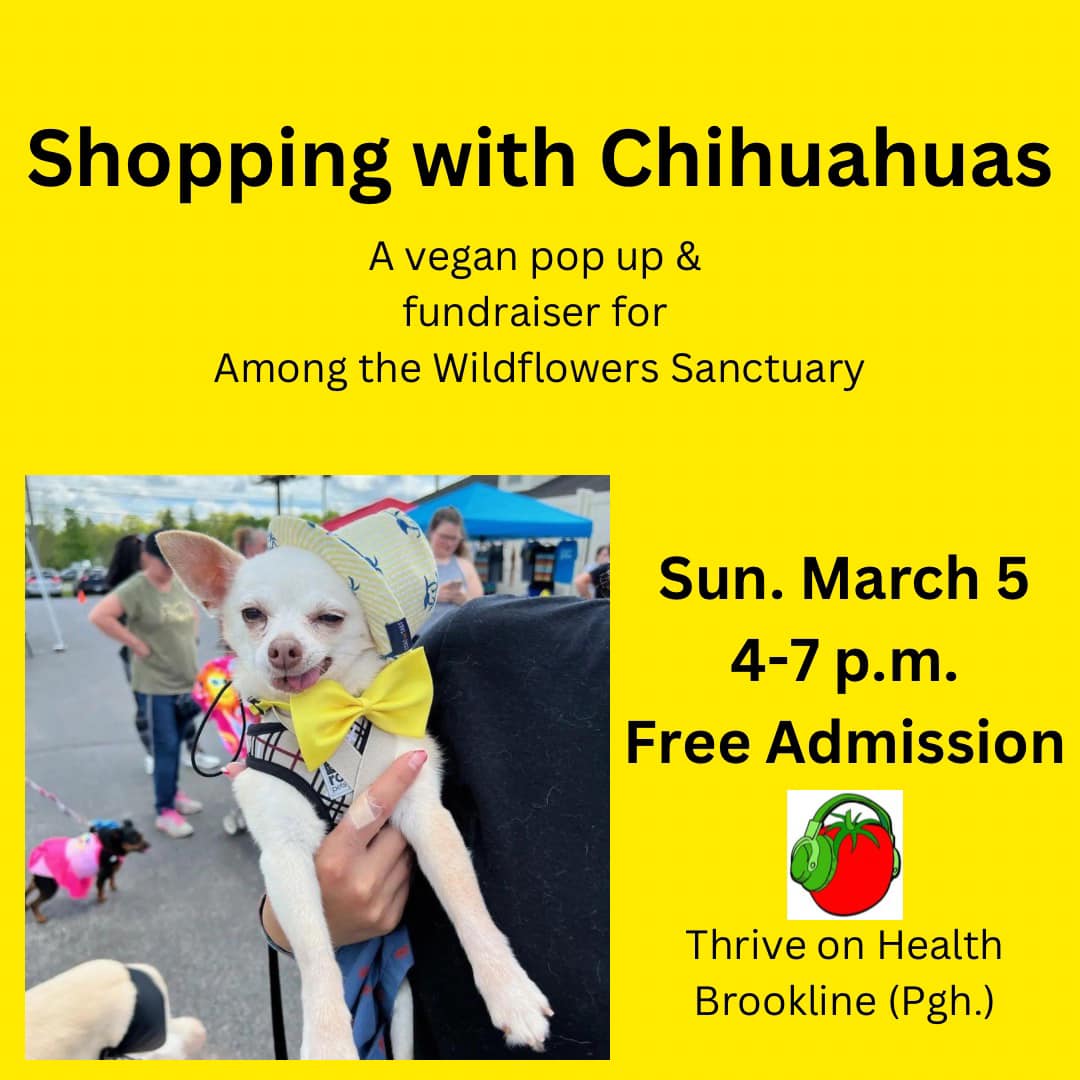 Shopping with Chihuahuas
A vegan pop up &
fundraiser for
Among the Wildflowers Sanctuary
Sun. March 5
4-7 p.m.
Free Admission
Thrive on Health
Brookline (Pgh.)